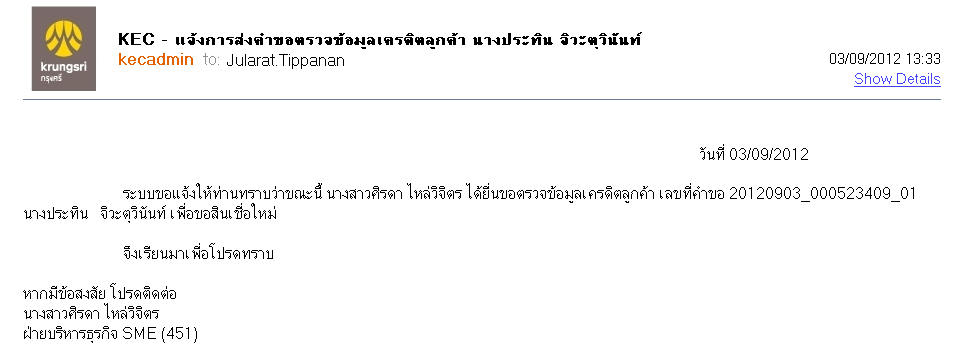 krungsri
กรุงศรี
KEC - แจ้งการส่งคำขอตรวจข้อมูลเครดิตลูกค้า นางประทิน จิวะตุวินันท์
kecadmin to: Jularat.Tippanan
03/09/2012 13:33
Show Details
วันที่ 03/09/2012
ระบบขอแจ้งให้ท่านทราบว่าขณะนี้ นางสาวศิรดา ไหล่วิจิตร ได้ยื่นขอตรวจข้อมูลเครดิตลูกค้า เลขที่คำขอ 20120903_000523409_01
นางประทิน จิวะตุวินันท์ เพื่อขอสินเชื่อใหม่
จึงเรียนมาเพื่อโปรดทราบ
หากมีข้อสงสัย โปรดติดต่อ
นางสาวศิรดา ไหล่วิจิตร
ฝ่ายบริหารธุรกิจ SME (451)